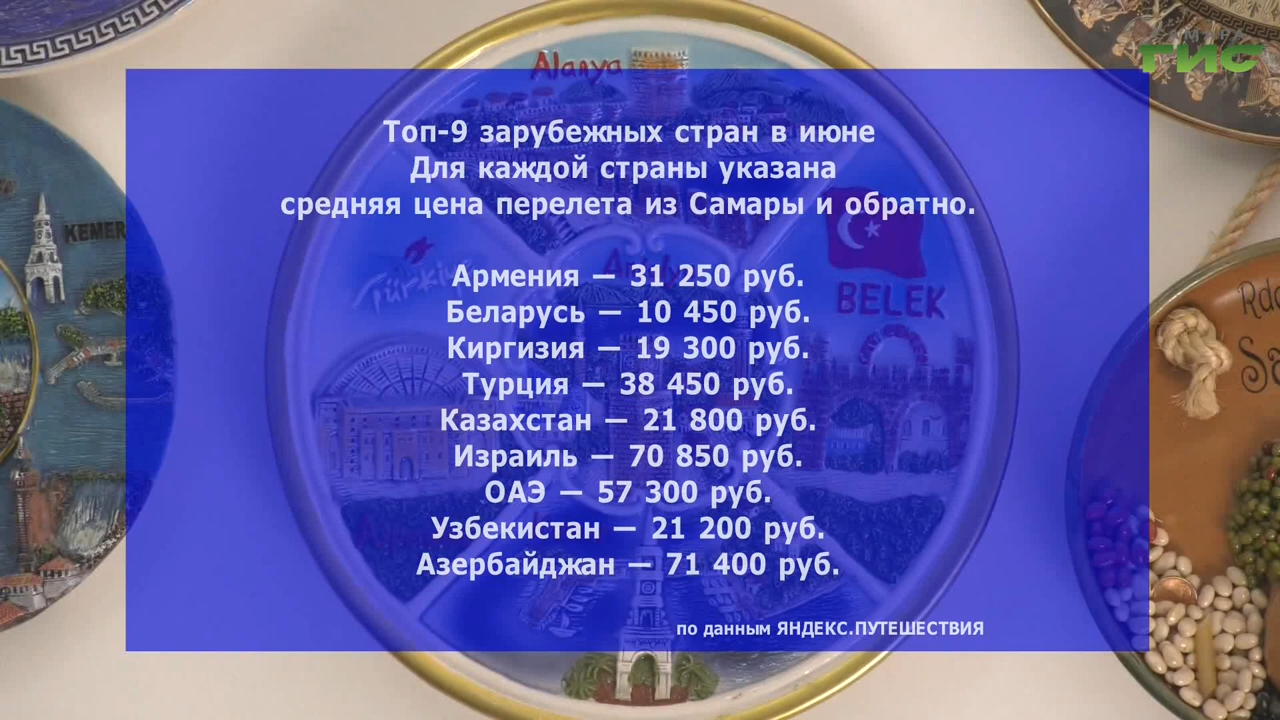 Alanya
САМАРА
ГИС
Топ-9 зарубежных стран в июне
Для каждой страны указана
средняя цена перелета из Самары и обратно.
KEMER
Türkiye
BELEK
Армения — 31 250 руб.
Беларусь — 10 450 руб.
Киргизия — 19 300 руб.
Турция — 38 450 руб.
Казахстан — 21 800 руб.
Израиль — 70 850 руб.
ОАЭ — 57 300 руб.
Узбекистан — 21 200 руб.
Азербайджан — 71 400 руб.
по данным ЯНДЕКС.ПУТЕШЕСТВИЯ